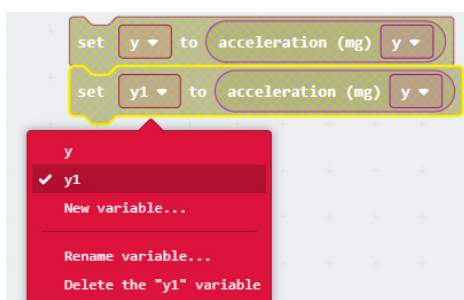 set y to acceleration (mg) y
set y1 to acceleration (mg) y
y
y1
New variable...
Rename variable...
Delete the "y1" variable